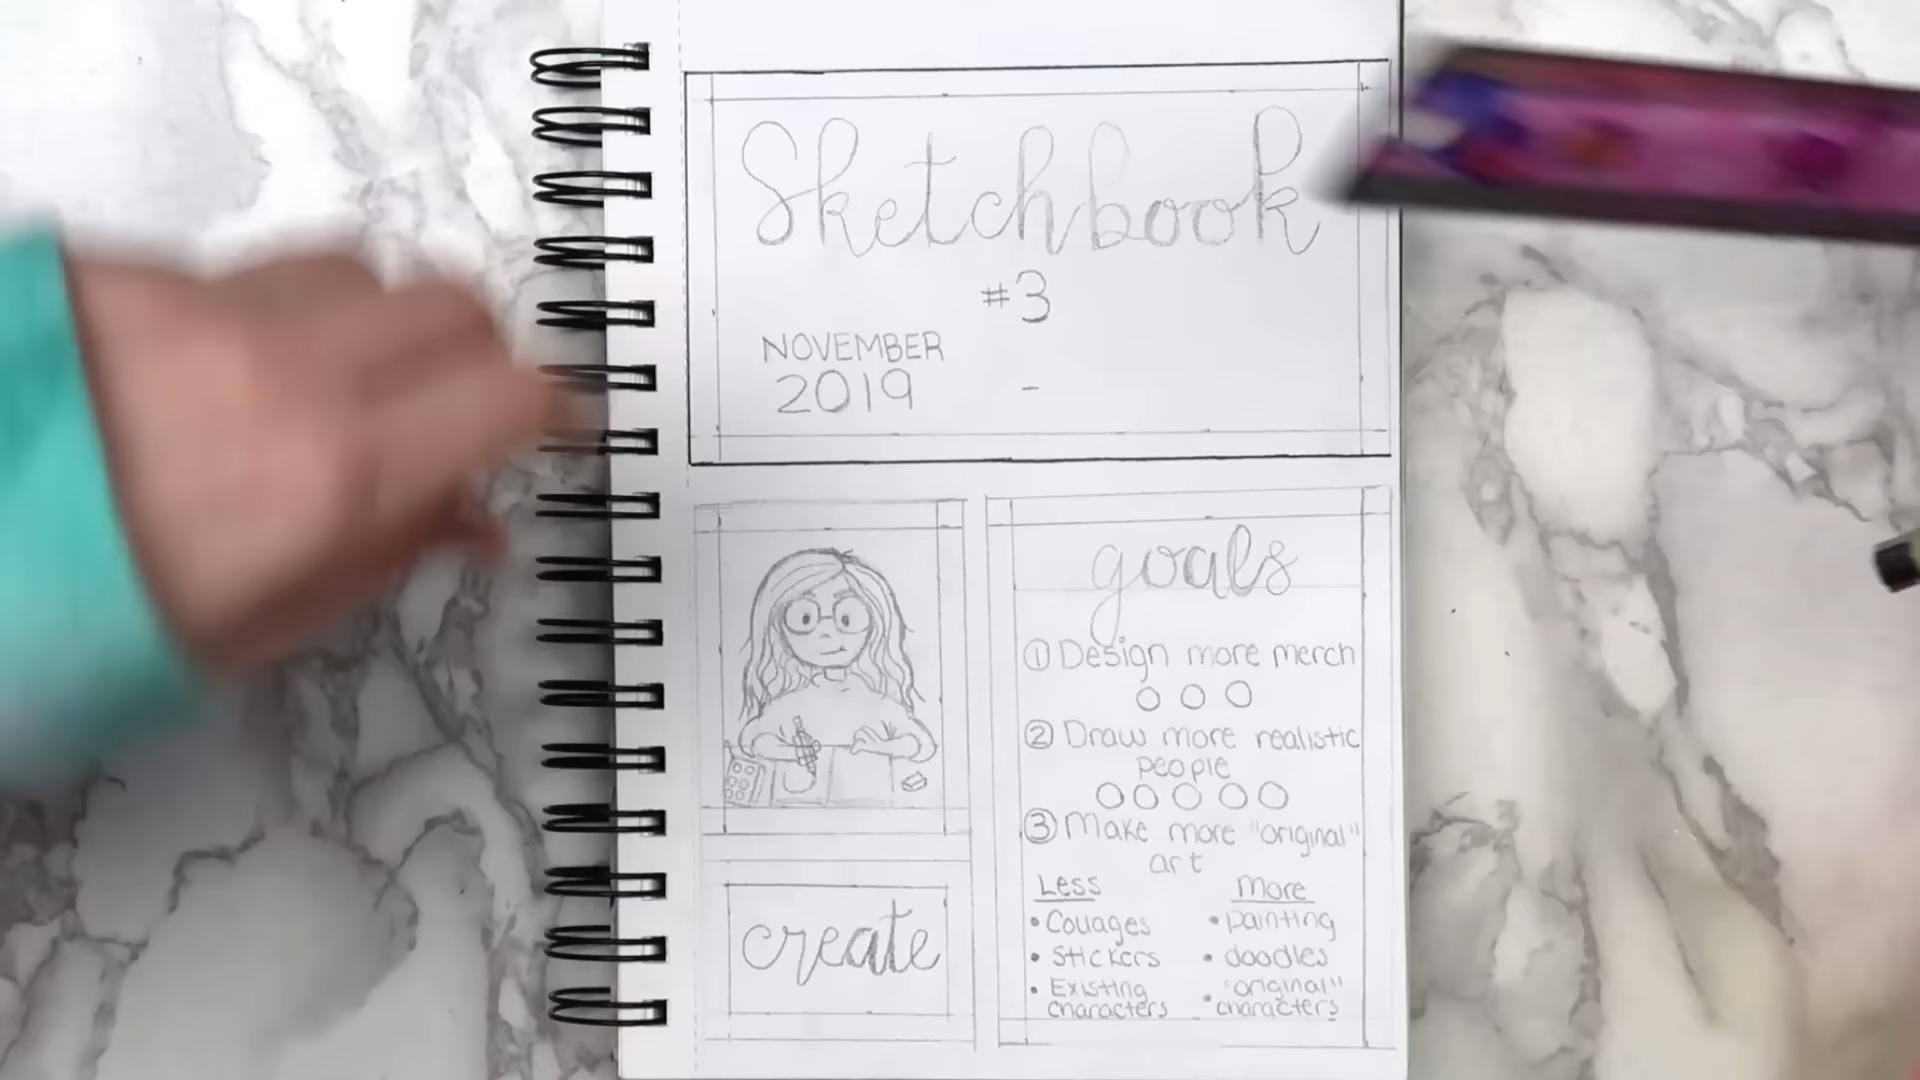 Sketchbook
#3
NOVEMBER
2019 -
create
goals
① Design more merch
② Draw more realistic
people
③ Make more "original"
art
Less
• Collages
• Stickers
• Existing
characters
More
• painting
• doodles
• "original"
characters